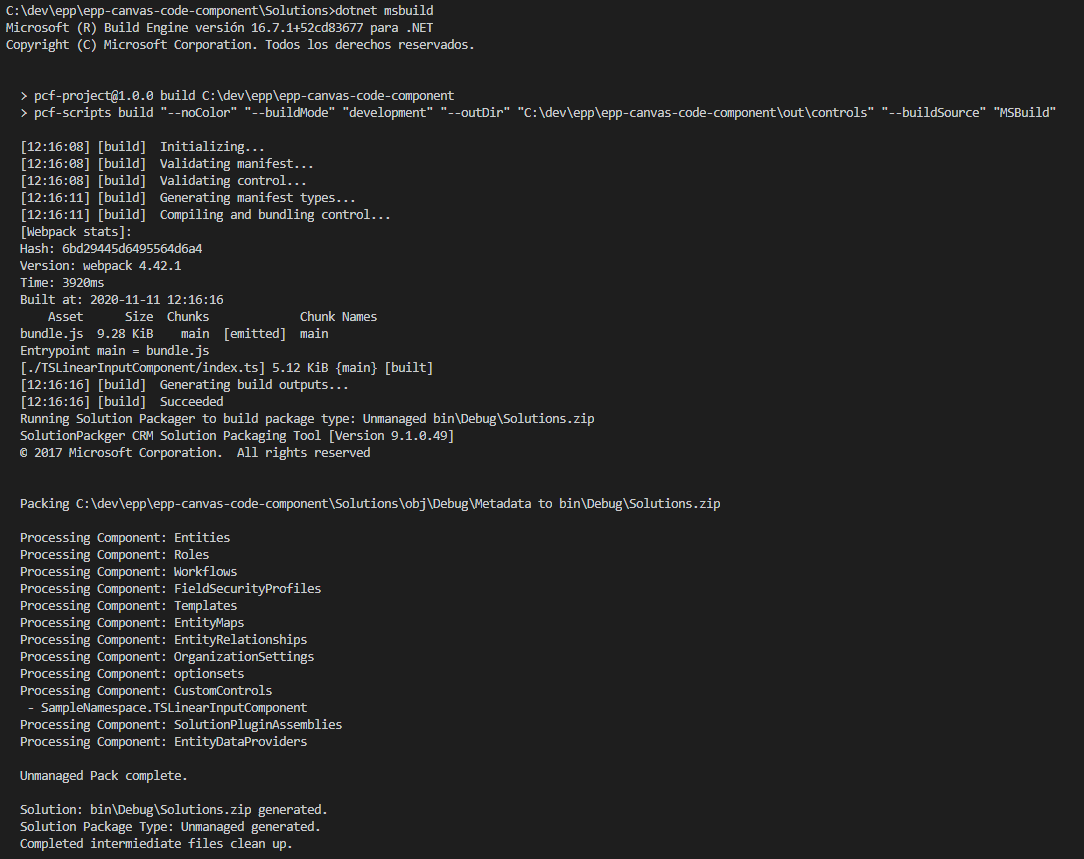 C:\dev\epp\epp-canvas-code-component\Solutions>dotnet msbuild
Microsoft (R) Build Engine versión 16.7.1+52cd83677 para .NET
Copyright (C) Microsoft Corporation. Todos los derechos reservados.
> pcf-project@1.0.0 build C:\dev\epp\epp-canvas-code-component
> pcf-scripts build "--noColor" "--buildMode" "development" "--outDir" "C:\dev\epp\epp-canvas-code-component\out\controls" "--buildSource" "MSBuild"
[12:16:08] [build]  Initializing...
[12:16:08] [build]  Validating manifest...
[12:16:08] [build]  Validating control...
[12:16:11] [build]  Generating manifest types...
[12:16:11] [build]  Compiling and bundling control...
[Webpack stats]:
Hash: 6bd29445d6495564d6a4
Version: webpack 4.42.1
Time: 3920ms
Built at: 2020-11-11 12:16:16
    Asset      Size  Chunks             Chunk Names
bundle.js  9.28 KiB    main  [emitted]  main
Entrypoint main = bundle.js
[./TSLinearInputComponent/index.ts] 5.12 KiB {main} [built]
[12:16:16] [build]  Generating build outputs...
[12:16:16] [build]  Succeeded
Running Solution Packager to build package type: Unmanaged bin\Debug\Solutions.zip
SolutionPackger CRM Solution Packaging Tool [Version 9.1.0.49]
© 2017 Microsoft Corporation.  All rights reserved
Packing C:\dev\epp\epp-canvas-code-component\Solutions\obj\Debug\Metadata to bin\Debug\Solutions.zip
Processing Component: Entities
Processing Component: Roles
Processing Component: Workflows
Processing Component: FieldSecurityProfiles
Processing Component: Templates
Processing Component: EntityMaps
Processing Component: EntityRelationships
Processing Component: OrganizationSettings
Processing Component: optionsets
Processing Component: CustomControls
 - SampleNamespace.TSLinearInputComponent
Processing Component: SolutionPluginAssemblies
Processing Component: EntityDataProviders
Unmanaged Pack complete.
Solution: bin\Debug\Solutions.zip generated.
Solution Package Type: Unmanaged generated.
Completed intermiediate files clean up.